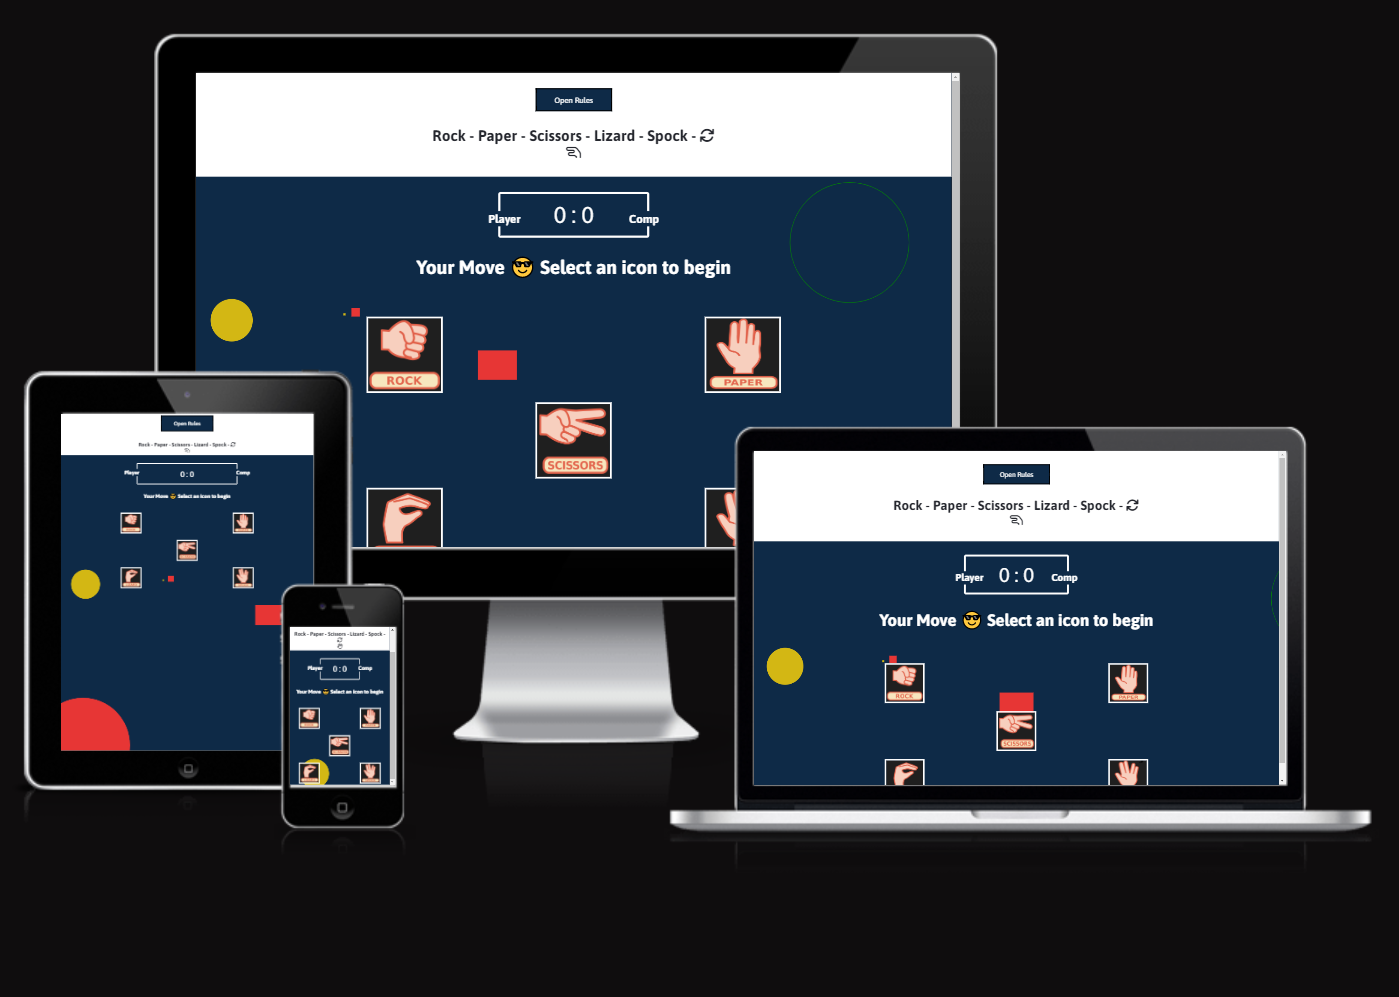 Open Rules
Rock - Paper - Scissors - Lizard - Spock -
Player 0:0 Comp
Your Move 😎 Select an icon to begin
ROCK
PAPER
SCISSORS
Open Rules
Rock - Paper - Scissors - Lizard - Spock -
Player 0:0 Comp
Your Move 😎 Select an icon to begin
Rock - Paper - Scissors - Lizard - Spock -
Player 0:0 Comp
Your Move 😎 Select an icon to begin
Open Rules
Rock - Paper - Scissors - Lizard - Spock -
Player 0:0 Comp
Your Move 😎 Select an icon to begin
ROCK
PAPER
SCISSORS